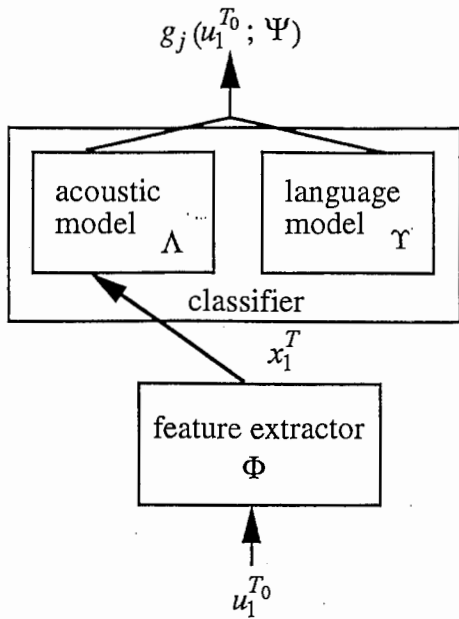 g_j(u_1^{T_0}; Ψ)
acoustic
model
Λ
language
model
ϒ
classifier
x_1^T
feature extractor
Φ
u_1^{T_0}